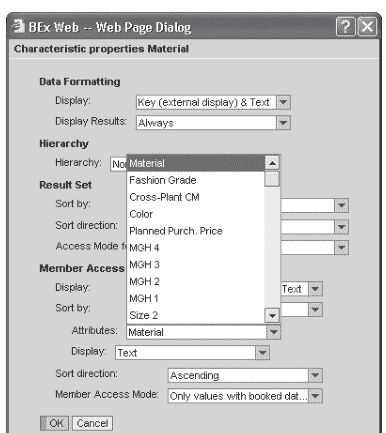 BEx Web -- Web Page Dialog
Characteristic properties Material
Data Formatting
Display: Key (external display) & Text
Display Results: Always
Hierarchy
Hierarchy:
Material
Fashion Grade
Result Set
Cross-Plant CM
Sort by:
Color
Sort direction:
Planned Purch. Price
Access Mode
MGH 4
Member Access
MGH 3
Display:
MGH 2
Text
MGH 1
Sort by:
Size 2
Attributes: Material
Display: Text
Sort direction: Ascending
Member Access Mode: Only values with booked dat...
OK Cancel